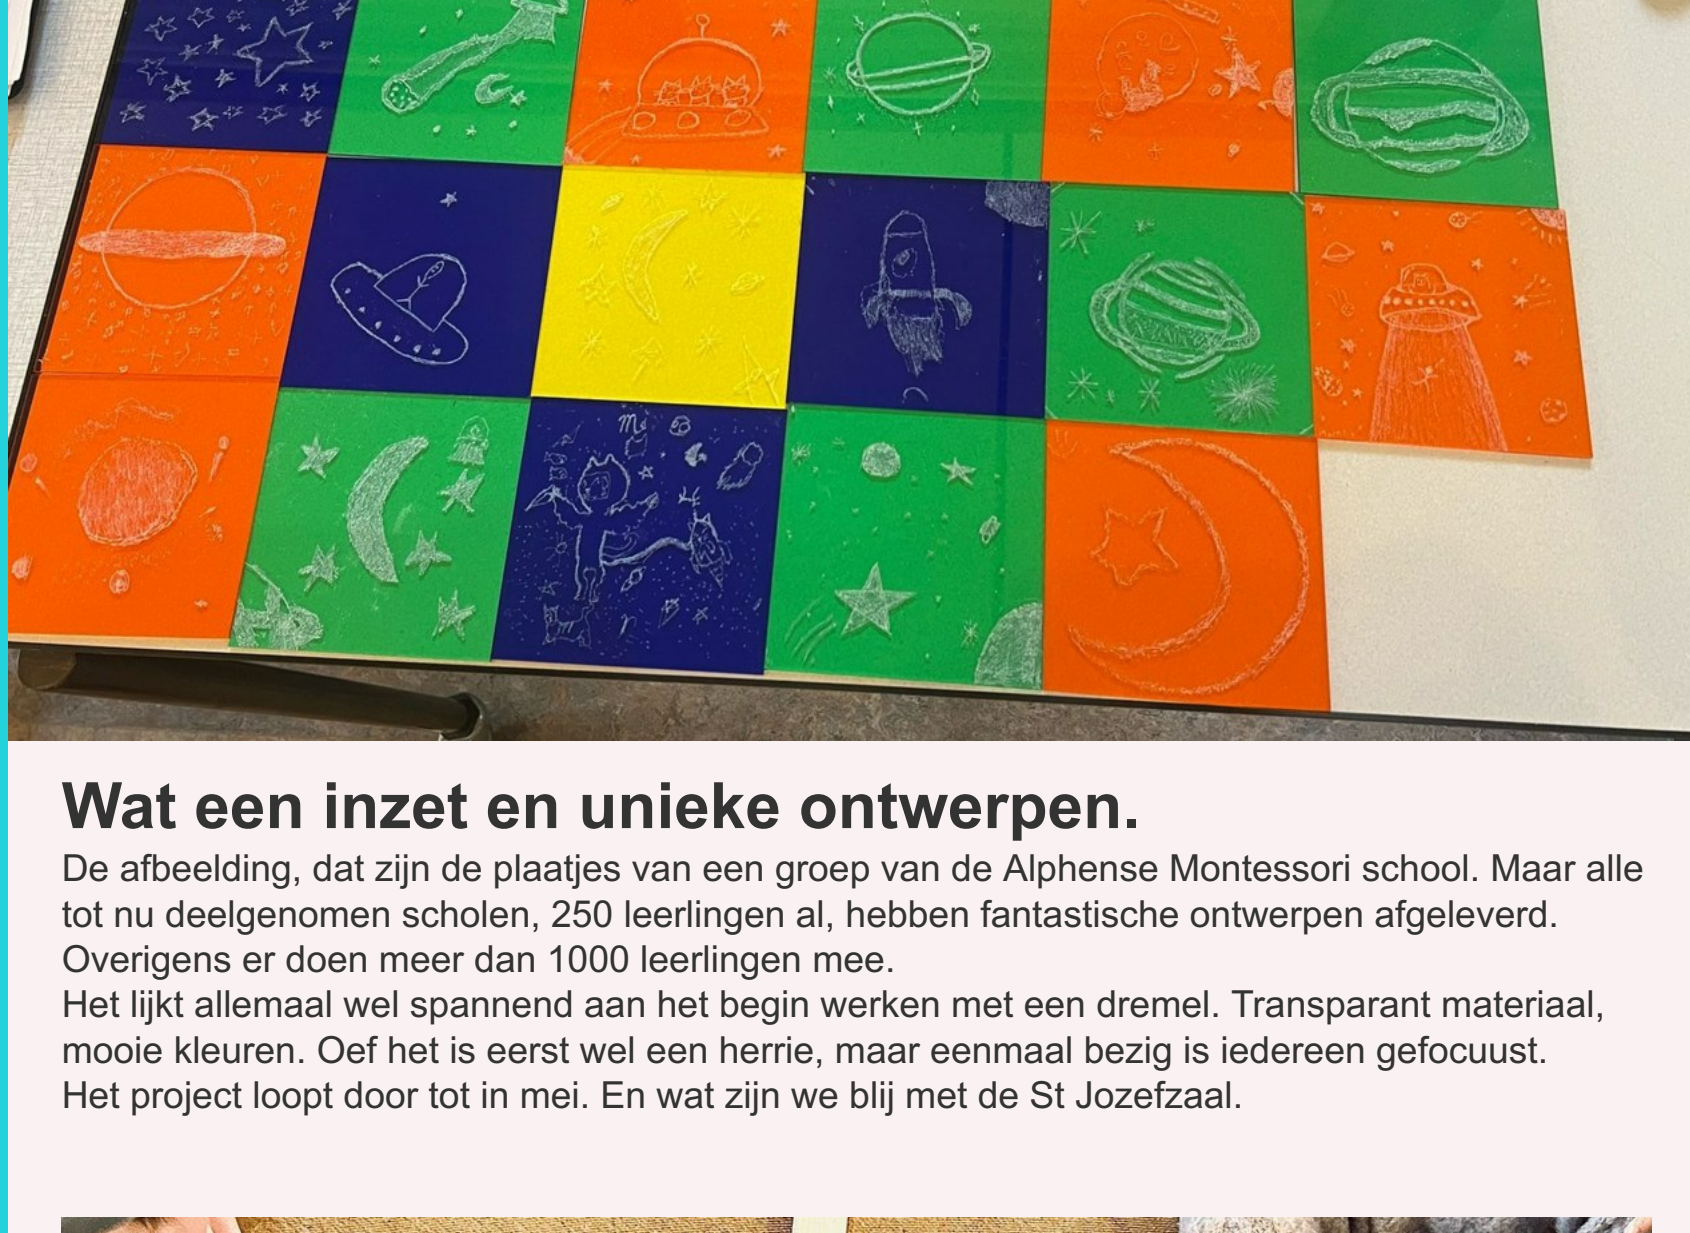 Wat een inzet en unieke ontwerpen.
De afbeelding, dat zijn de plaatjes van een groep van de Alphense Montessori school. Maar alle
tot nu deelgenomen scholen, 250 leerlingen al, hebben fantastische ontwerpen afgeleverd.
Overigens er doen meer dan 1000 leerlingen mee.
Het lijkt allemaal wel spannend aan het begin werken met een dremel. Transparant materiaal,
mooie kleuren. Oef het is eerst wel een herrie, maar eenmaal bezig is iedereen gefocuust.
Het project loopt door tot in mei. En wat zijn we blij met de St Jozefzaal.